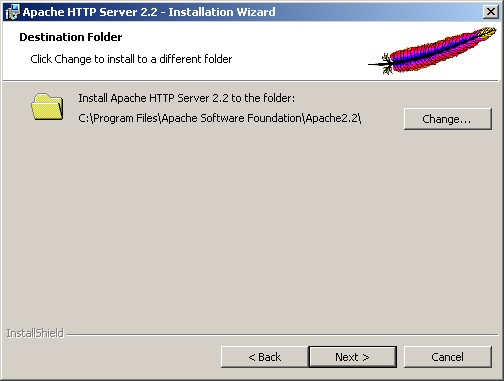 Apache HTTP Server 2.2 - Installation Wizard
Destination Folder
Click Change to install to a different folder
Install Apache HTTP Server 2.2 to the folder:
C:\Program Files\Apache Software Foundation\Apache2.2\
Change...
InstallShield
< Back
Next >
Cancel